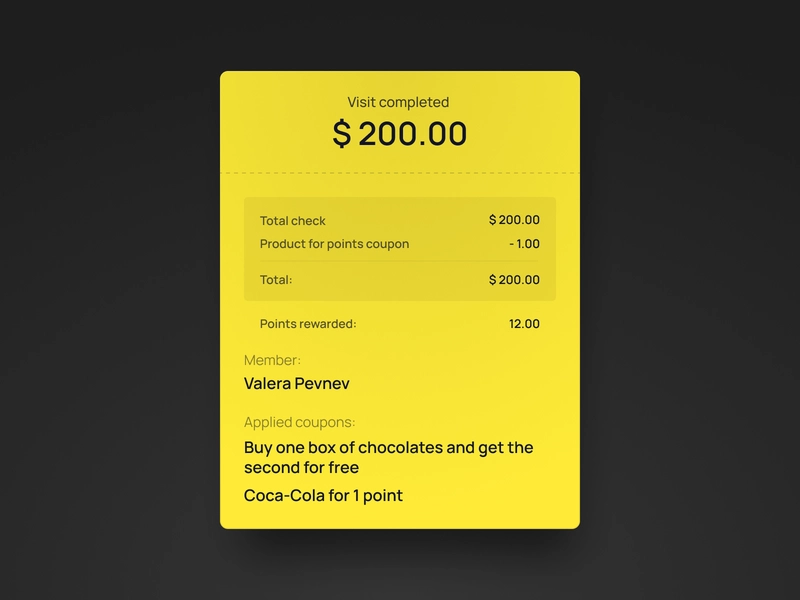 Visit completed
$ 200.00
Total check $ 200.00
Product for points coupon - 1.00
Total: $ 200.00
Points rewarded: 12.00
Member:
Valera Pevnev
Applied coupons:
Buy one box of chocolates and get the
second for free
Coca-Cola for 1 point